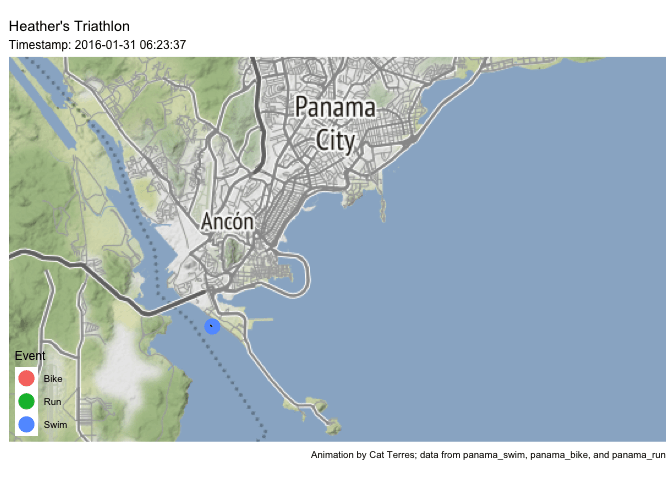 Heather's Triathlon
Timestamp: 2016-01-31 06:23:37
Panama
City
Ancón
Event
Bike
Run
Swim
Animation by Cat Terres; data from panama_swim, panama_bike, and panama_run